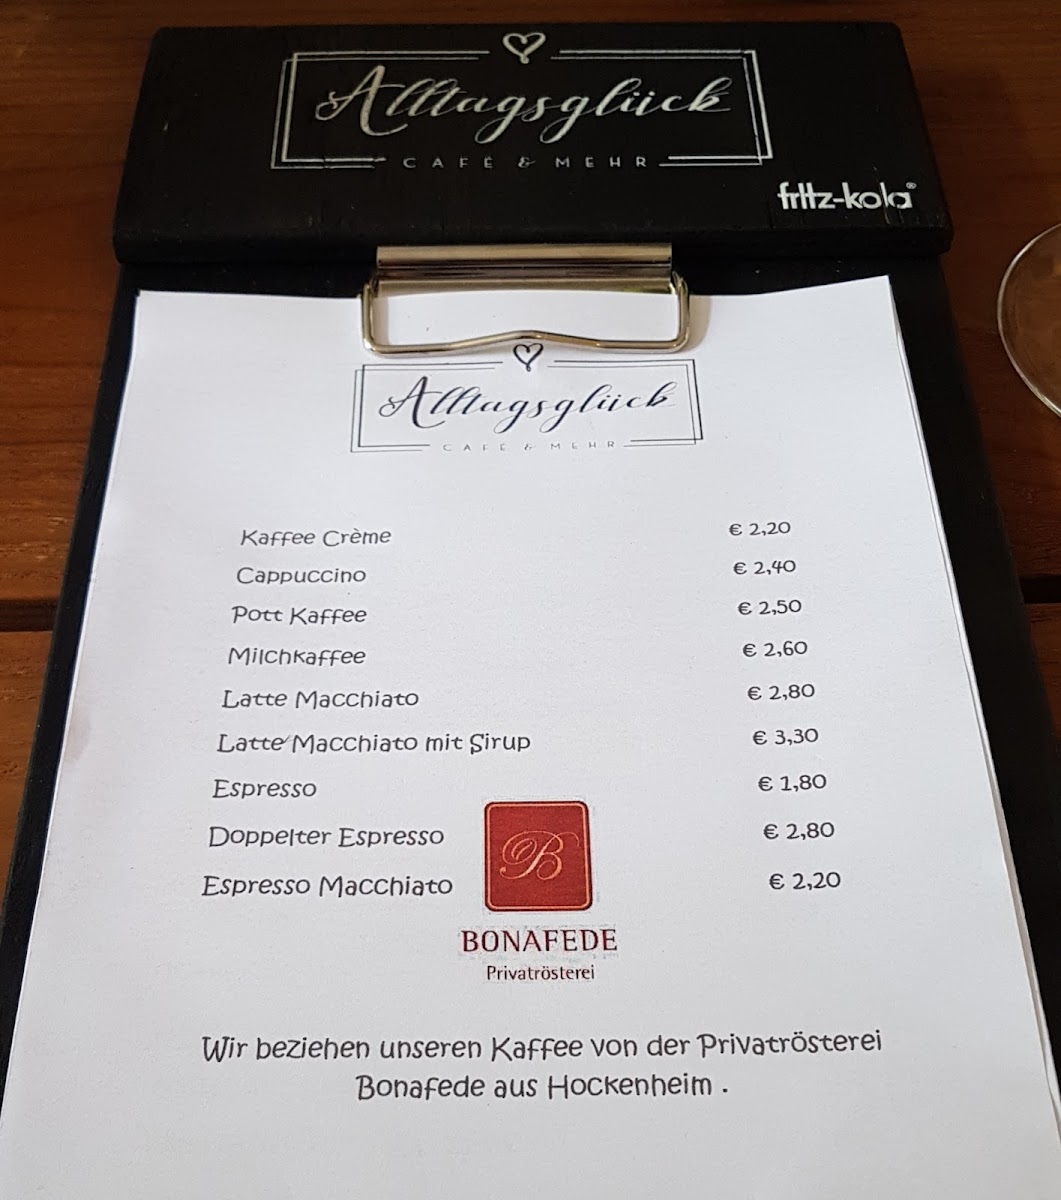 Alltagsglück
CAFÉ & MEHR
fritz-kola®
Alltagsglück
CAFÉ & MEHR
Kaffee Crème € 2,20
Cappuccino € 2,40
Pott Kaffee € 2,50
Milchkaffee € 2,60
Latte Macchiato € 2,80
Latte Macchiato mit Sirup € 3,30
Espresso € 1,80
Doppelter Espresso € 2,80
Espresso Macchiato € 2,20
B
BONAFEDE
Privatrösterei
Wir beziehen unseren Kaffee von der Privatrösterei
Bonafede aus Hockenheim .